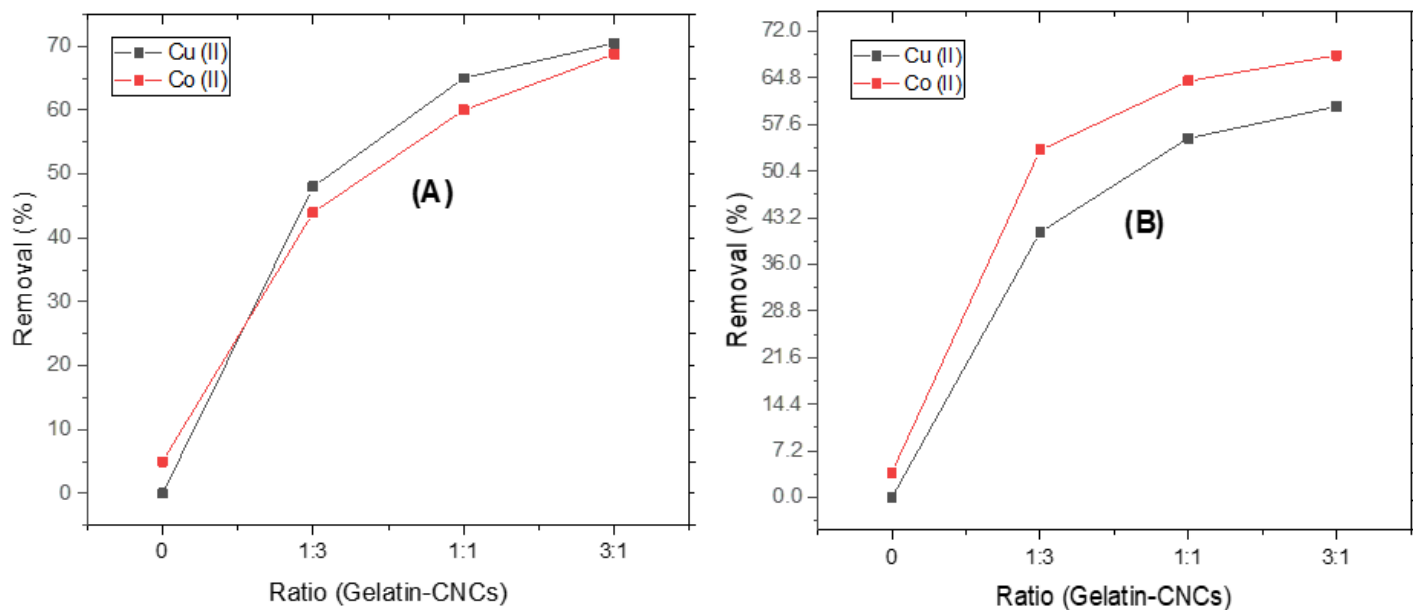 Cu (II)
Co (II)
(A)
Removal (%)
70
60
50
40
30
20
10
0
0 1:3 1:1 3:1
Ratio (Gelatin-CNCs)
Cu (II)
Co (II)
(B)
Removal (%)
72.0
64.8
57.6
50.4
43.2
36.0
28.8
21.6
14.4
7.2
0.0
0 1:3 1:1 3:1
Ratio (Gelatin-CNCs)